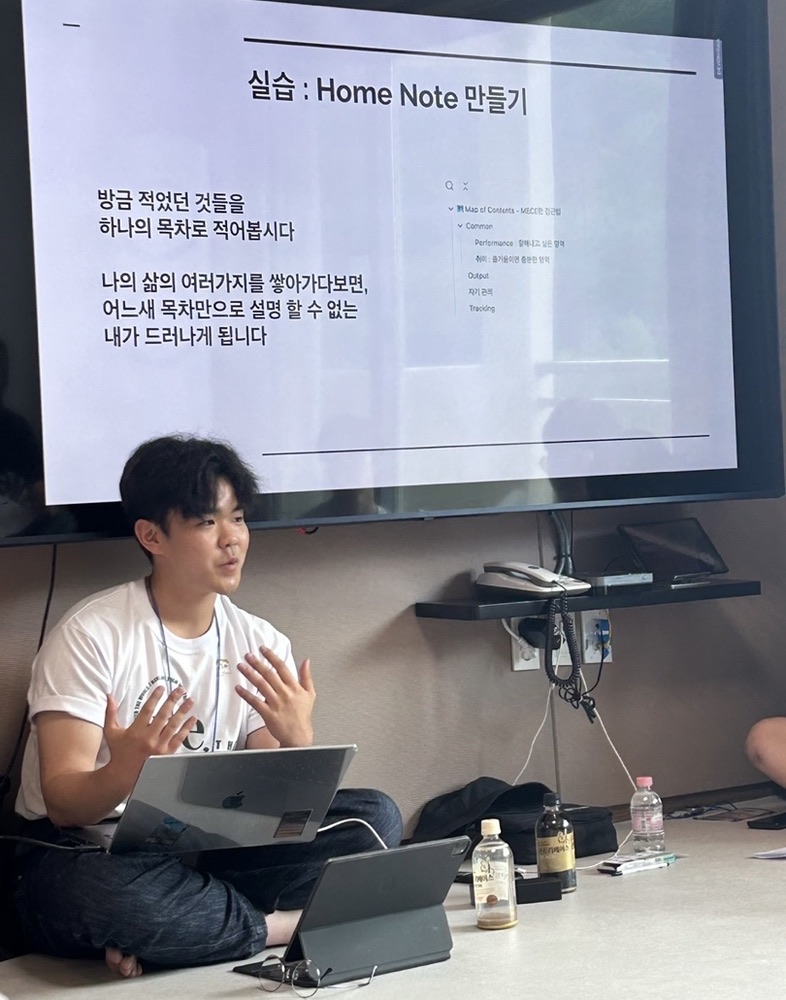 실습 : Home Note 만들기
방금 적었던 것들을
하나의 목차로 적어봅시다
나의 삶의 여러가지를 쌓아가다보면,
어느새 목차만으로 설명 할 수 없는
내가 드러나게 됩니다
Map of Contents - MECE한 접근법
Common
Performance : 잘해내고 싶은 영역
취미 : 즐거움이면 충분한 영역
Output
자기 관리
Tracking
e. TH